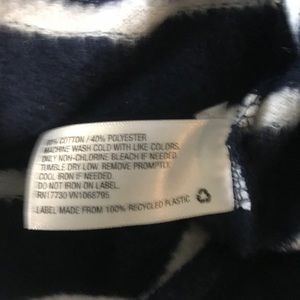 60% COTTON / 40% POLYESTER
MACHINE WASH COLD WITH LIKE COLORS.
ONLY NON-CHLORINE BLEACH IF NEEDED.
TUMBLE DRY LOW. REMOVE PROMPTLY.
COOL IRON IF NEEDED.
DO NOT IRON ON LABEL.
RN17730 VN1068795
LABEL MADE FROM 100% RECYCLED PLASTIC